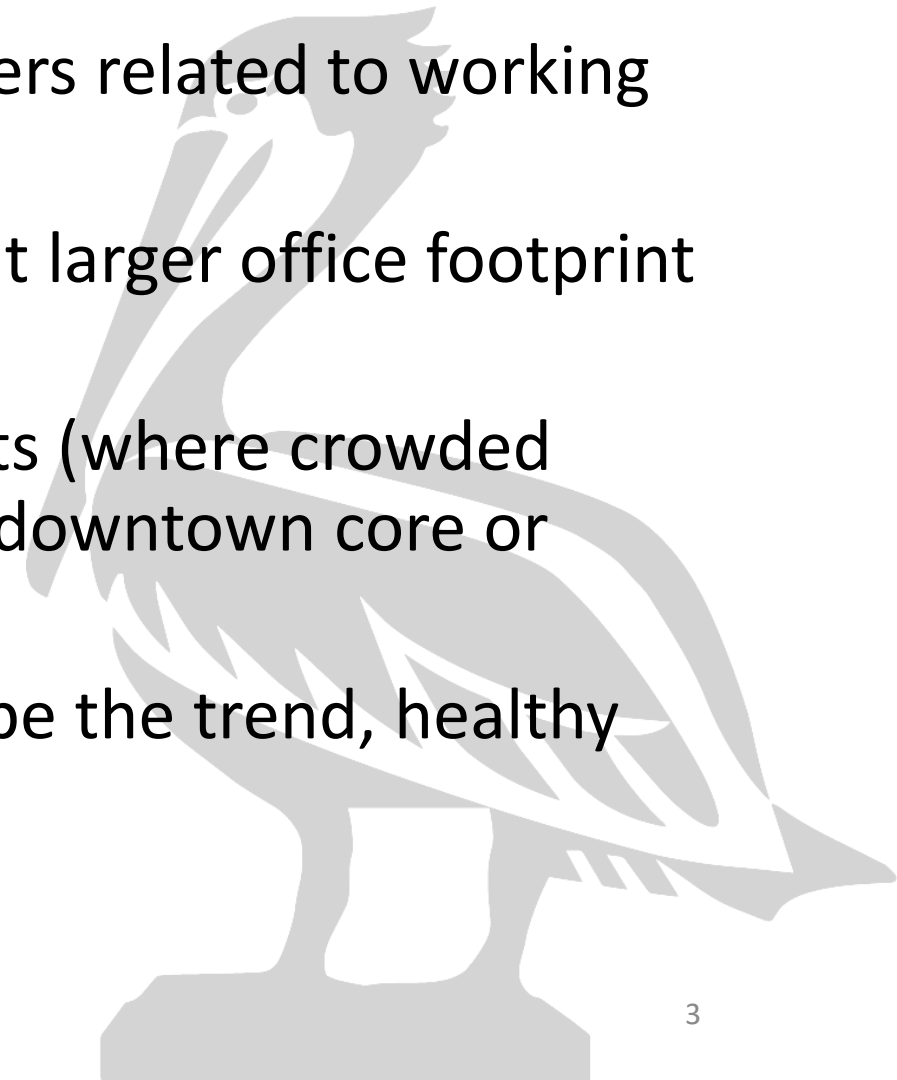 ers related to working
t larger office footprint
ts (where crowded
downtown core or
be the trend, healthy
3